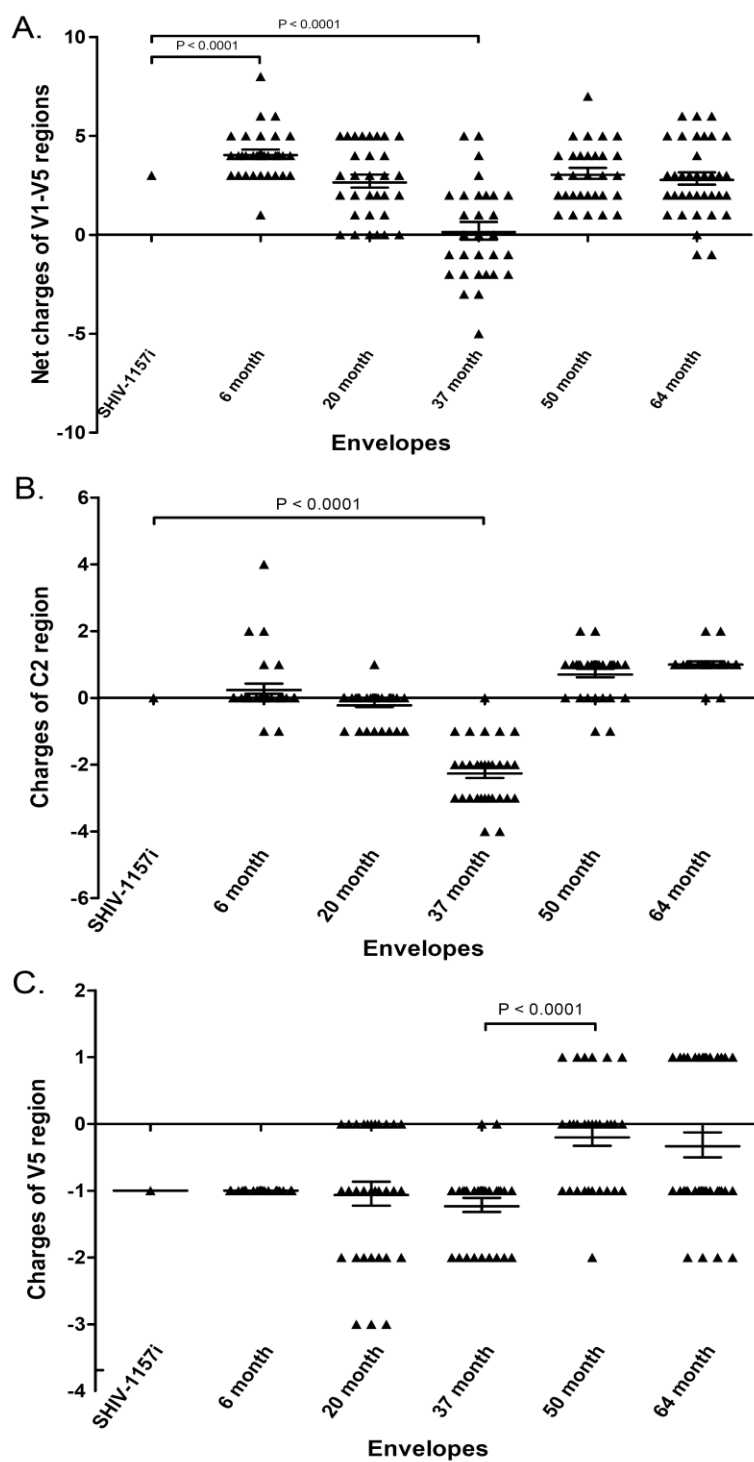 A.
P < 0.0001
P < 0.0001
Net charges of V1-V5 regions
10
5
0
-5
-10
SHIV-1157i
6 month
20 month
37 month
50 month
64 month
Envelopes
B.
P < 0.0001
Charges of C2 region
6
4
2
0
-2
-4
-6
SHIV-1157i
6 month
20 month
37 month
50 month
64 month
Envelopes
C.
P < 0.0001
Charges of V5 region
2
1
0
-1
-2
-3
-4
SHIV-1157i
6 month
20 month
37 month
50 month
64 month
Envelopes